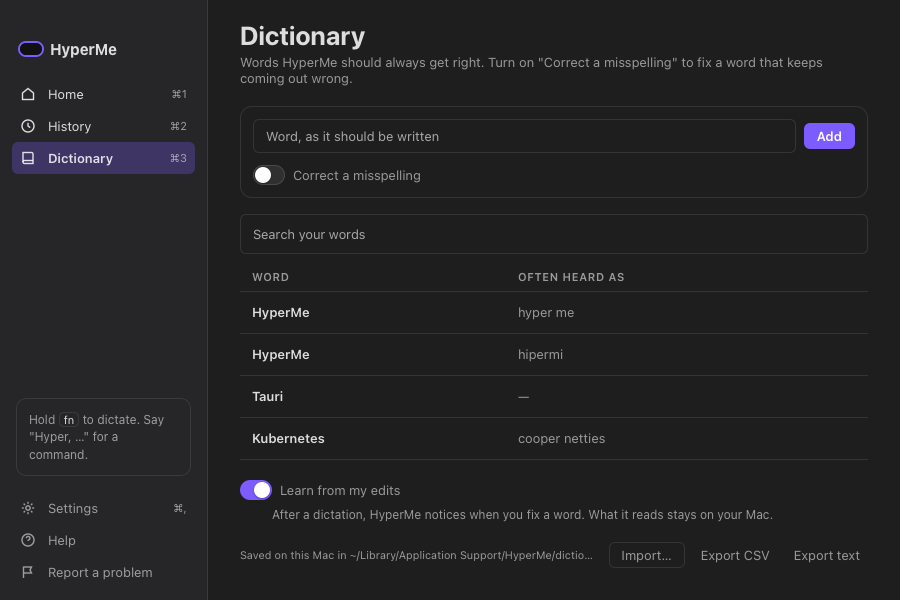 HyperMe
Home ⌘1
History ⌘2
Dictionary ⌘3
Hold fn to dictate. Say
"Hyper, ..." for a
command.
Settings ⌘,
Help
Report a problem
Dictionary
Words HyperMe should always get right. Turn on "Correct a misspelling" to fix a word that keeps
coming out wrong.
Word, as it should be written
Add
Correct a misspelling
Search your words
WORD OFTEN HEARD AS
HyperMe hyper me
HyperMe hipermi
Tauri —
Kubernetes cooper netties
Learn from my edits
After a dictation, HyperMe notices when you fix a word. What it reads stays on your Mac.
Saved on this Mac in ~/Library/Application Support/HyperMe/dictio... Import... Export CSV Export text